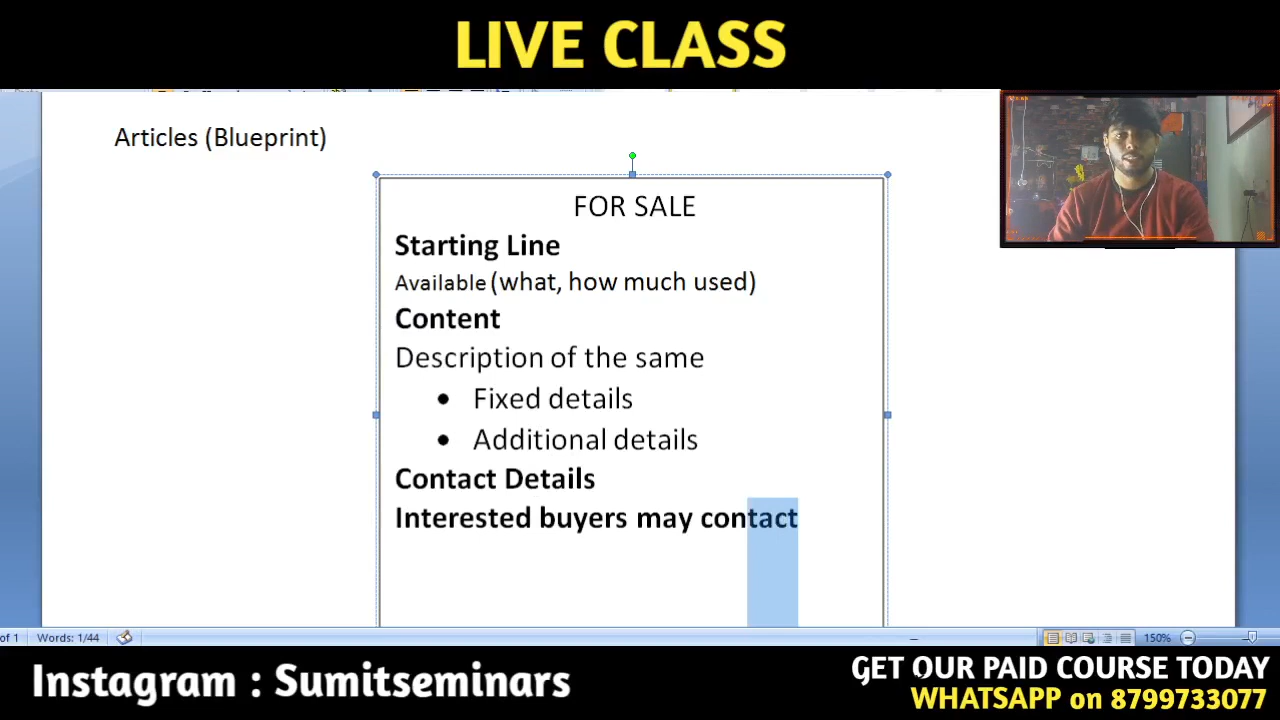 LIVE CLASS
Articles (Blueprint)
FOR SALE
Starting Line
Available (what, how much used)
Content
Description of the same
• Fixed details
• Additional details
Contact Details
Interested buyers may contact
of 1 Words: 1/44 150%
Instagram : Sumitseminars
GET OUR PAID COURSE TODAY
WHATSAPP on 8799733077